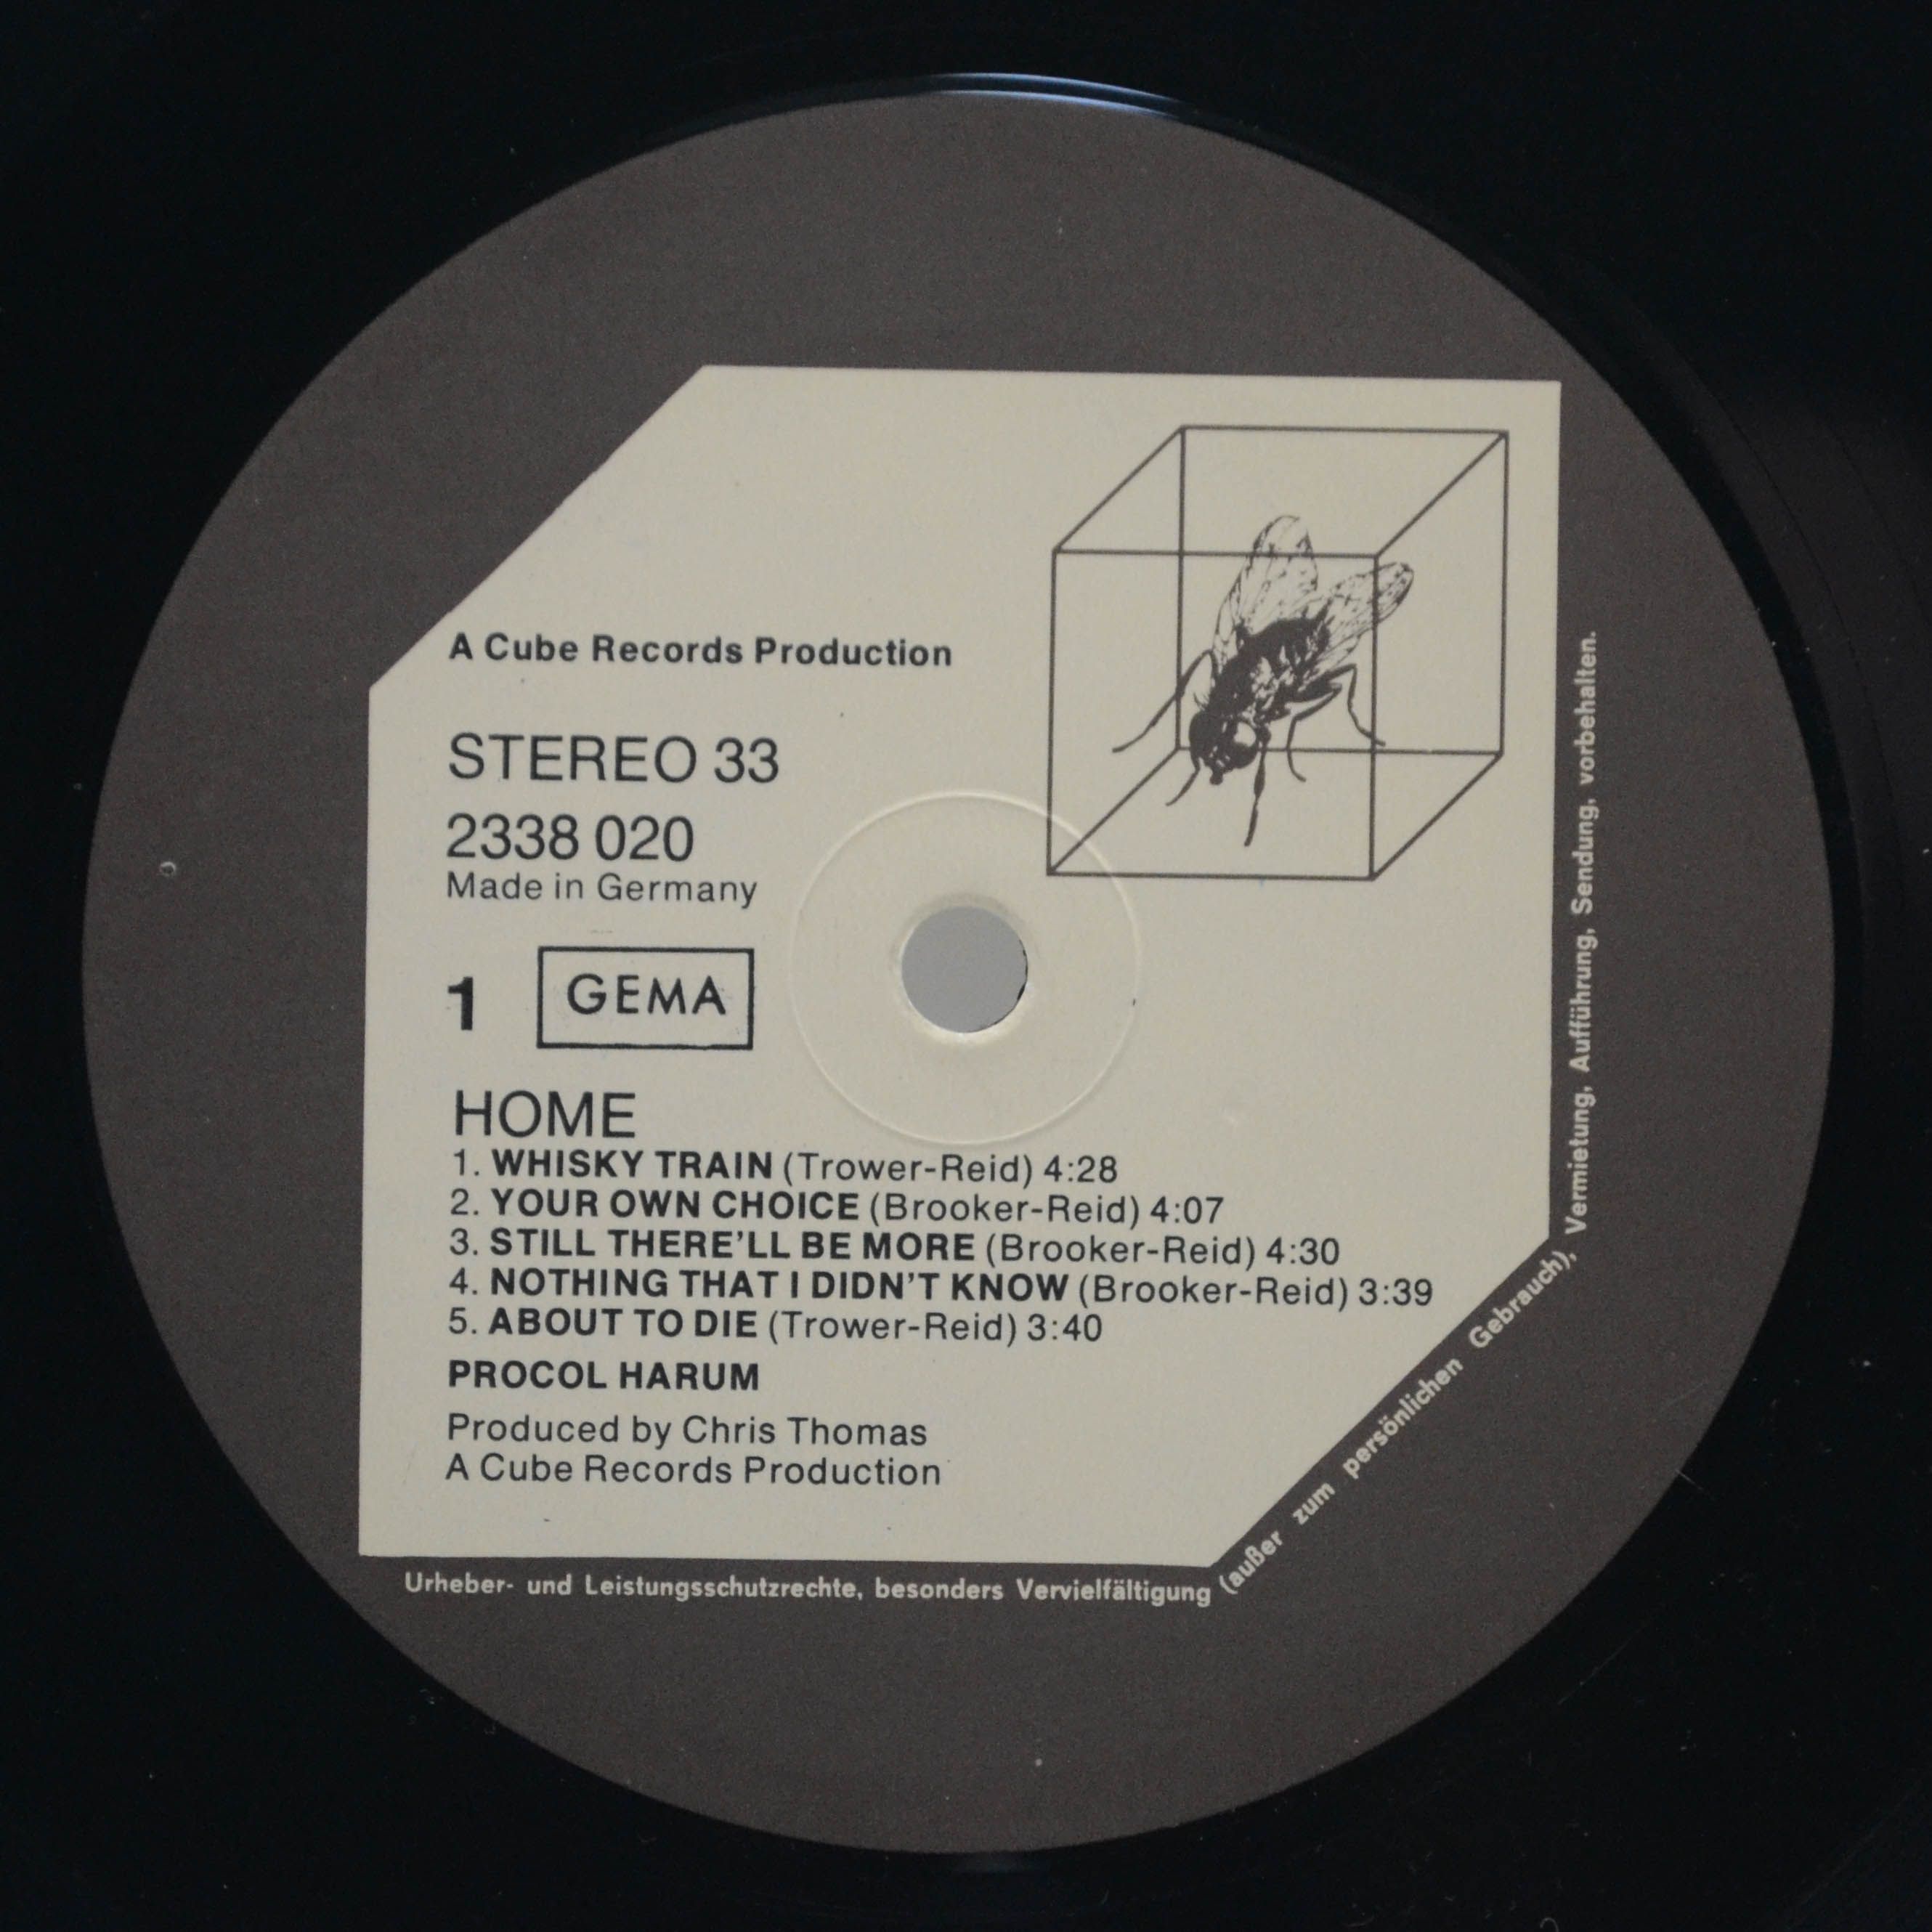 A Cube Records Production
STEREO 33
2338 020
Made in Germany
1 GEMA
HOME
1. WHISKY TRAIN (Trower-Reid) 4:28
2. YOUR OWN CHOICE (Brooker-Reid) 4:07
3. STILL THERE'LL BE MORE (Brooker-Reid) 4:30
4. NOTHING THAT I DIDN'T KNOW (Brooker-Reid) 3:39
5. ABOUT TO DIE (Trower-Reid) 3:40
PROCOL HARUM
Produced by Chris Thomas
A Cube Records Production
Urheber- und Leistungsschutzrechte, besonders Vervielfältigung (außer zum persönlichen Gebrauch), Vermietung, Aufführung, Sendung, vorbehalten.